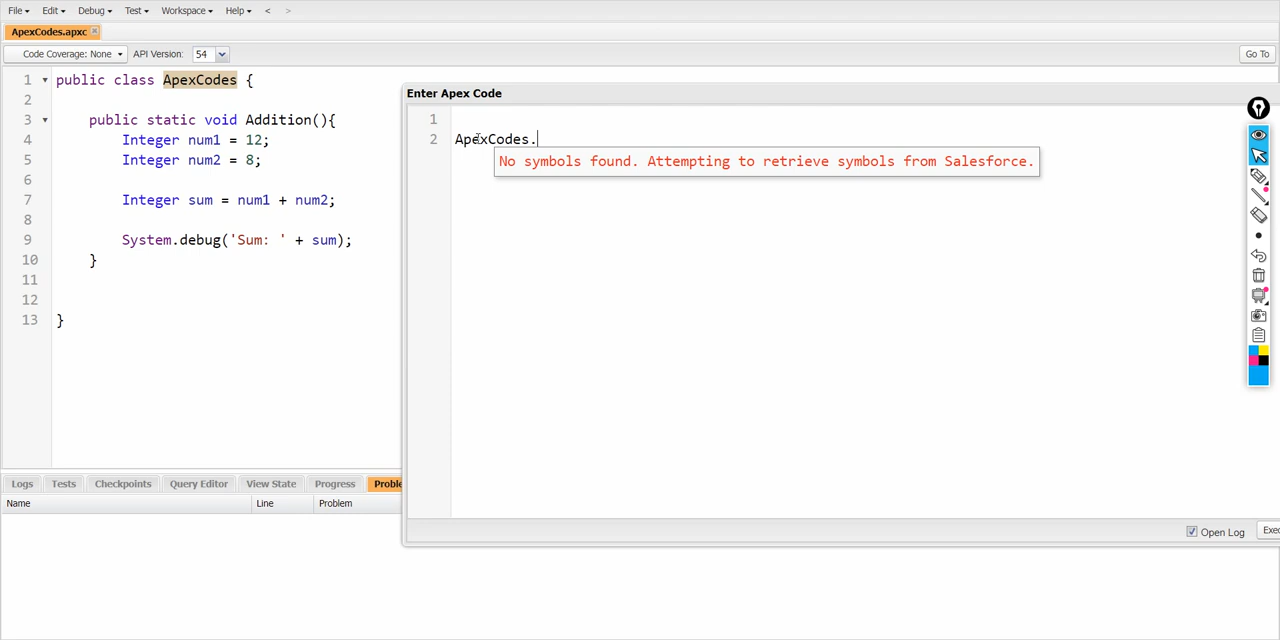 File Edit Debug Test Workspace Help < >
ApexCodes.apxc
Code Coverage: None API Version: 54 Go To
1 public class ApexCodes {
2
3 public static void Addition(){
4 Integer num1 = 12;
5 Integer num2 = 8;
6
7 Integer sum = num1 + num2;
8
9 System.debug('Sum: ' + sum);
10 }
11
12
13 }
Enter Apex Code
1
2 ApexCodes.
No symbols found. Attempting to retrieve symbols from Salesforce.
Open Log Exec
Logs Tests Checkpoints Query Editor View State Progress Proble
Name Line Problem